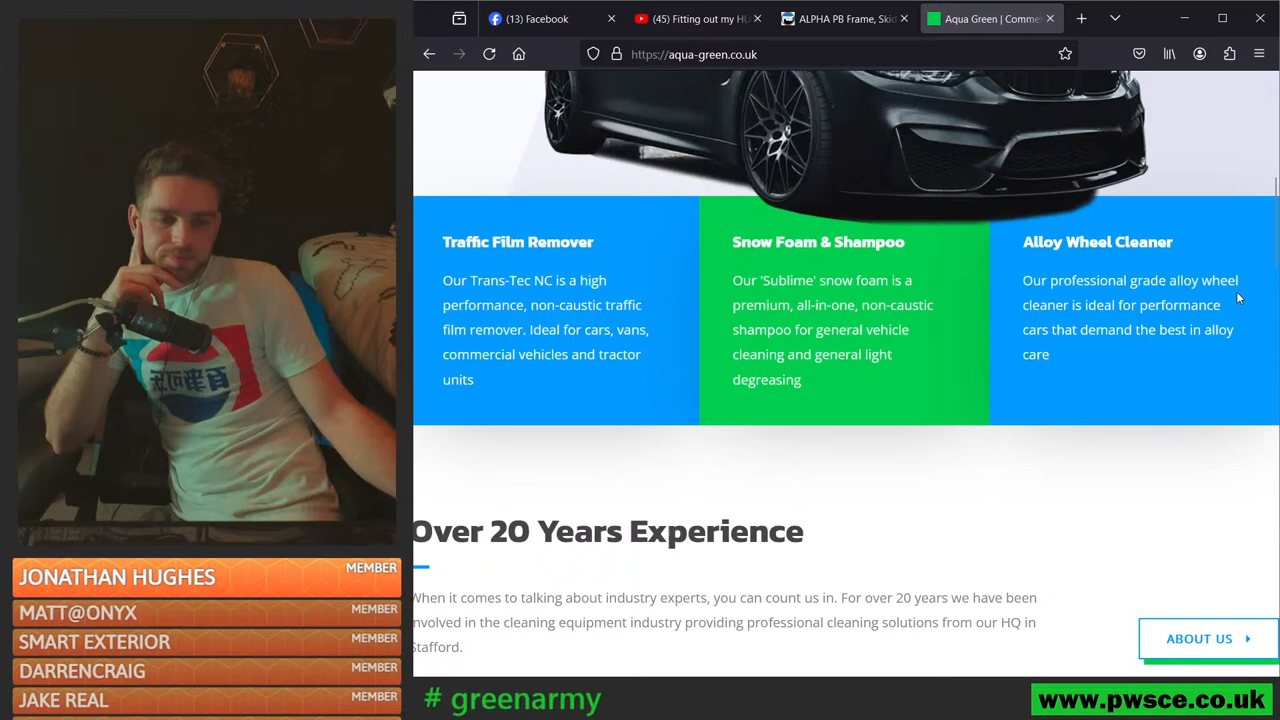 (13) Facebook
(45) Fitting out my HU
ALPHA PB Frame, Skid
Aqua Green | Comme
https://aqua-green.co.uk
Traffic Film Remover
Our Trans-Tec NC is a high
performance, non-caustic traffic
film remover. Ideal for cars, vans,
commercial vehicles and tractor
units
Snow Foam & Shampoo
Our 'Sublime' snow foam is a
premium, all-in-one, non-caustic
shampoo for general vehicle
cleaning and general light
degreasing
Alloy Wheel Cleaner
Our professional grade alloy wheel
cleaner is ideal for performance
cars that demand the best in alloy
care
Over 20 Years Experience
When it comes to talking about industry experts, you can count us in. For over 20 years we have been
involved in the cleaning equipment industry providing professional cleaning solutions from our HQ in
Stafford.
ABOUT US
JONATHAN HUGHES MEMBER
MATT@ONYX MEMBER
SMART EXTERIOR MEMBER
DARRENCRAIG MEMBER
JAKE REAL MEMBER
# greenarmy
www.pwsce.co.uk